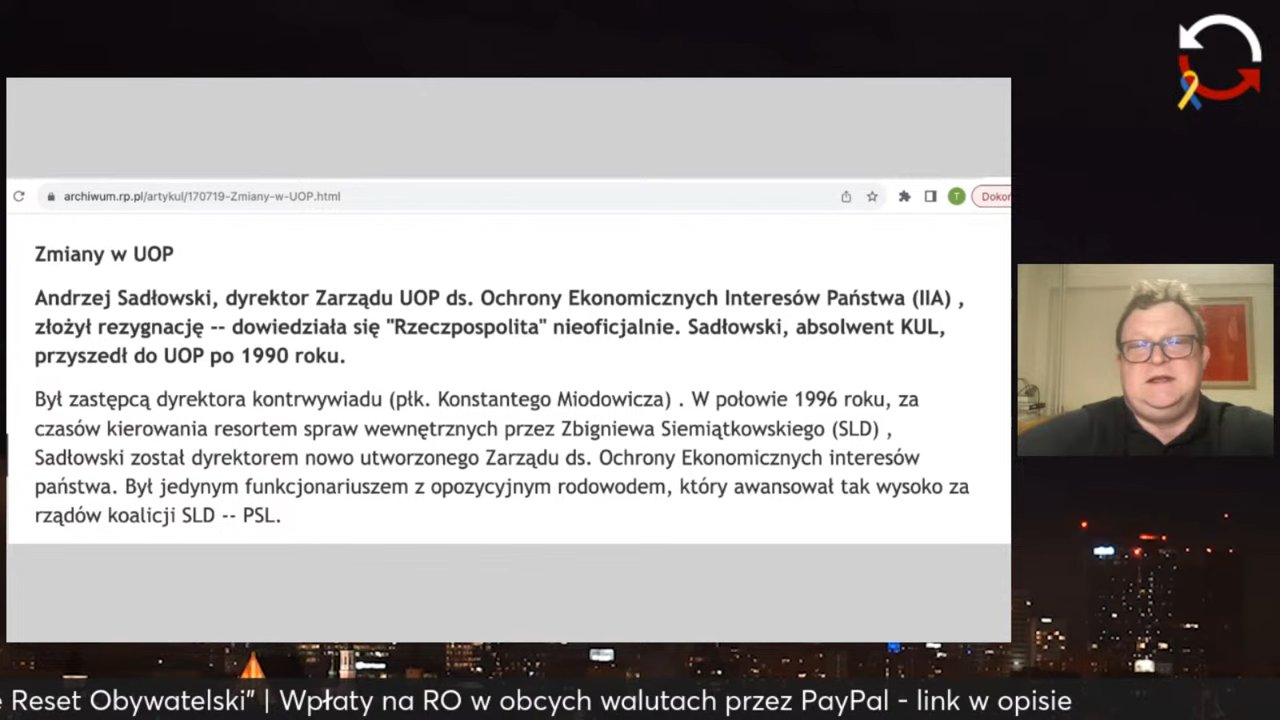 archiwum.rp.pl/artykul/170719-Zmiany-w-UOP.html
T
Dokoń
Zmiany w UOP
Andrzej Sadłowski, dyrektor Zarządu UOP ds. Ochrony Ekonomicznych Interesów Państwa (IIA) ,
złożył rezygnację -- dowiedziała się "Rzeczpospolita" nieoficjalnie. Sadłowski, absolwent KUL,
przyszedł do UOP po 1990 roku.
Był zastępcą dyrektora kontrwywiadu (płk. Konstantego Miodowicza) . W połowie 1996 roku, za
czasów kierowania resortem spraw wewnętrznych przez Zbigniewa Siemiątkowskiego (SLD) ,
Sadłowski został dyrektorem nowo utworzonego Zarządu ds. Ochrony Ekonomicznych interesów
państwa. Był jedynym funkcjonariuszem z opozycyjnym rodowodem, który awansował tak wysoko za
rządów koalicji SLD -- PSL.
e Reset Obywatelski” | Wpłaty na RO w obcych walutach przez PayPal - link w opisie